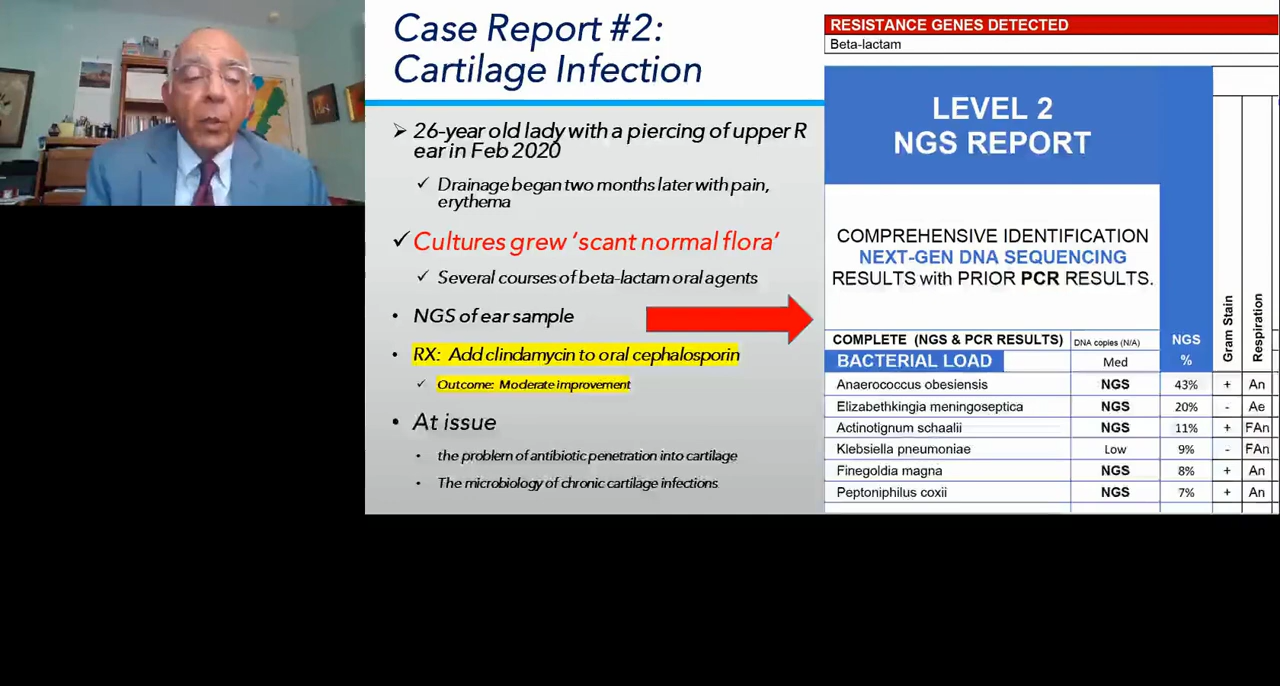 Case Report #2:
Cartilage Infection
➢ 26-year old lady with a piercing of upper R
ear in Feb 2020
✓ Drainage began two months later with pain,
erythema
✓ Cultures grew ‘scant normal flora’
✓ Several courses of beta-lactam oral agents
• NGS of ear sample
• RX: Add clindamycin to oral cephalosporin
✓ Outcome: Moderate improvement
• At issue
• the problem of antibiotic penetration into cartilage
• The microbiology of chronic cartilage infections
RESISTANCE GENES DETECTED
Beta-lactam
LEVEL 2
NGS REPORT
COMPREHENSIVE IDENTIFICATION
NEXT-GEN DNA SEQUENCING
RESULTS with PRIOR PCR RESULTS.
COMPLETE (NGS & PCR RESULTS) DNA copies (N/A) NGS Gram Stain Respiration
BACTERIAL LOAD Med %
Anaerococcus obesiensis NGS 43% + An
Elizabethkingia meningoseptica NGS 20% - Ae
Actinotignum schaalii NGS 11% + FAn
Klebsiella pneumoniae Low 9% - FAn
Finegoldia magna NGS 8% + An
Peptoniphilus coxii NGS 7% + An